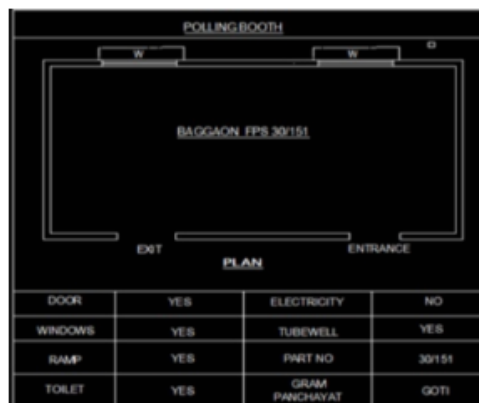 POLLING BOOTH
W W
BAGGAON FPS 30/151
EXIT ENTRANCE
PLAN
DOOR YES ELECTRICITY NO
WINDOWS YES TUBEWELL YES
RAMP YES PART NO 30/151
TOILET YES GRAM PANCHAYAT GOTI